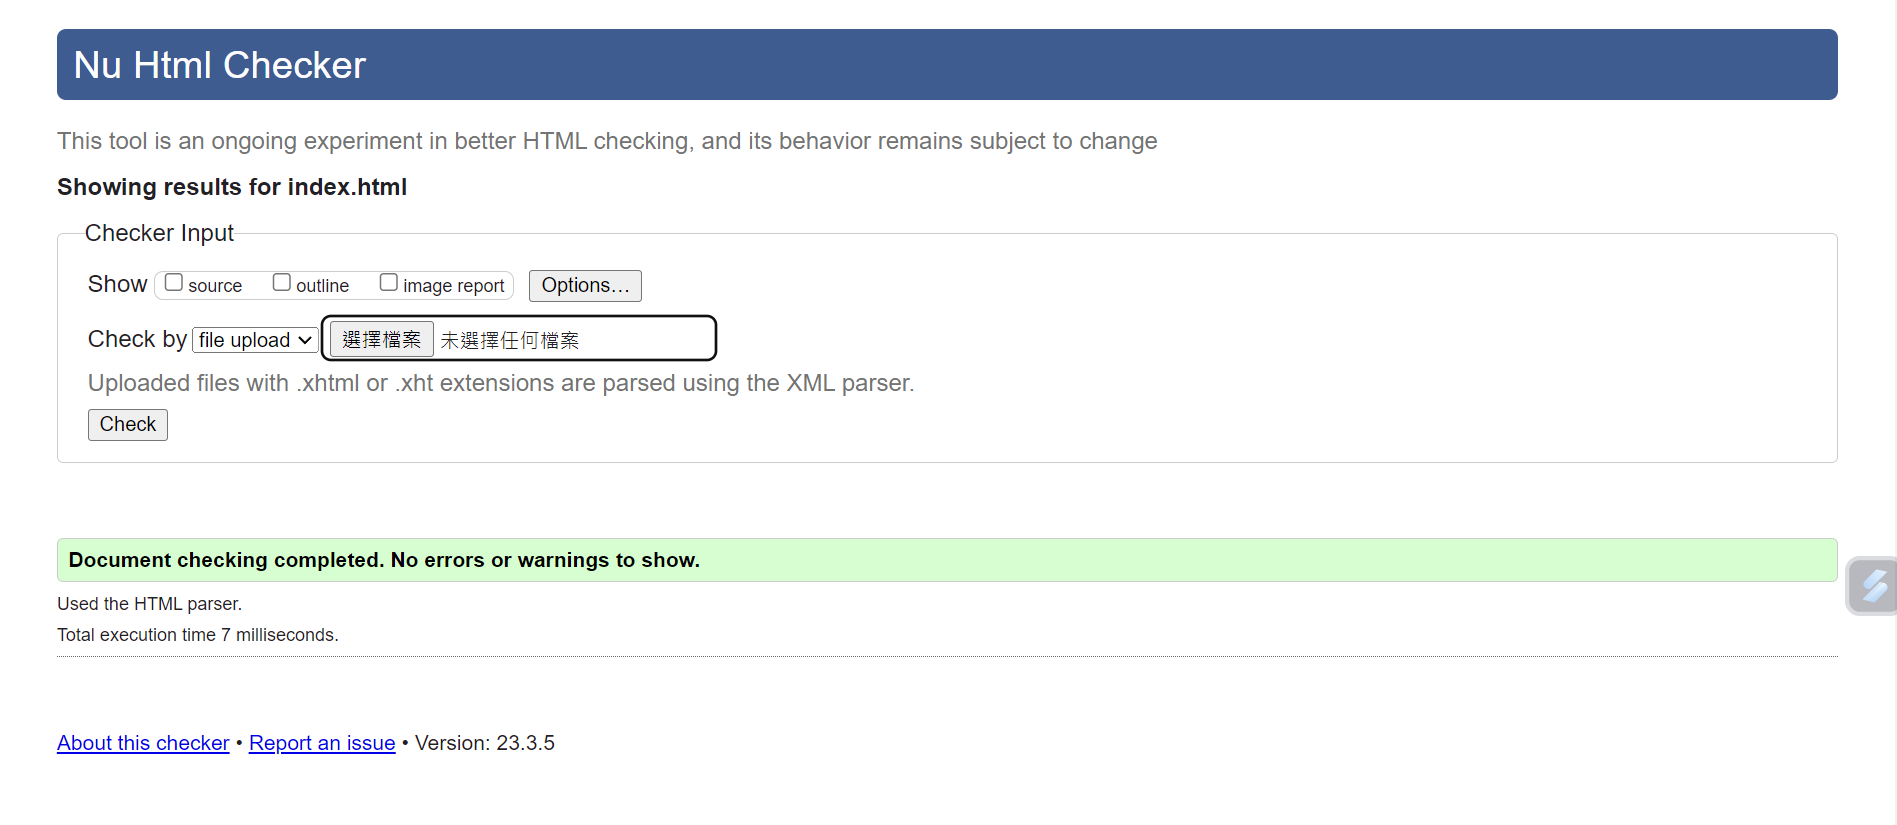 Nu Html Checker
This tool is an ongoing experiment in better HTML checking, and its behavior remains subject to change
Showing results for index.html
Checker Input
Show source outline image report Options...
Check by file upload 選擇檔案 未選擇任何檔案
Uploaded files with .xhtml or .xht extensions are parsed using the XML parser.
Check
Document checking completed. No errors or warnings to show.
Used the HTML parser.
Total execution time 7 milliseconds.
About this checker • Report an issue • Version: 23.3.5